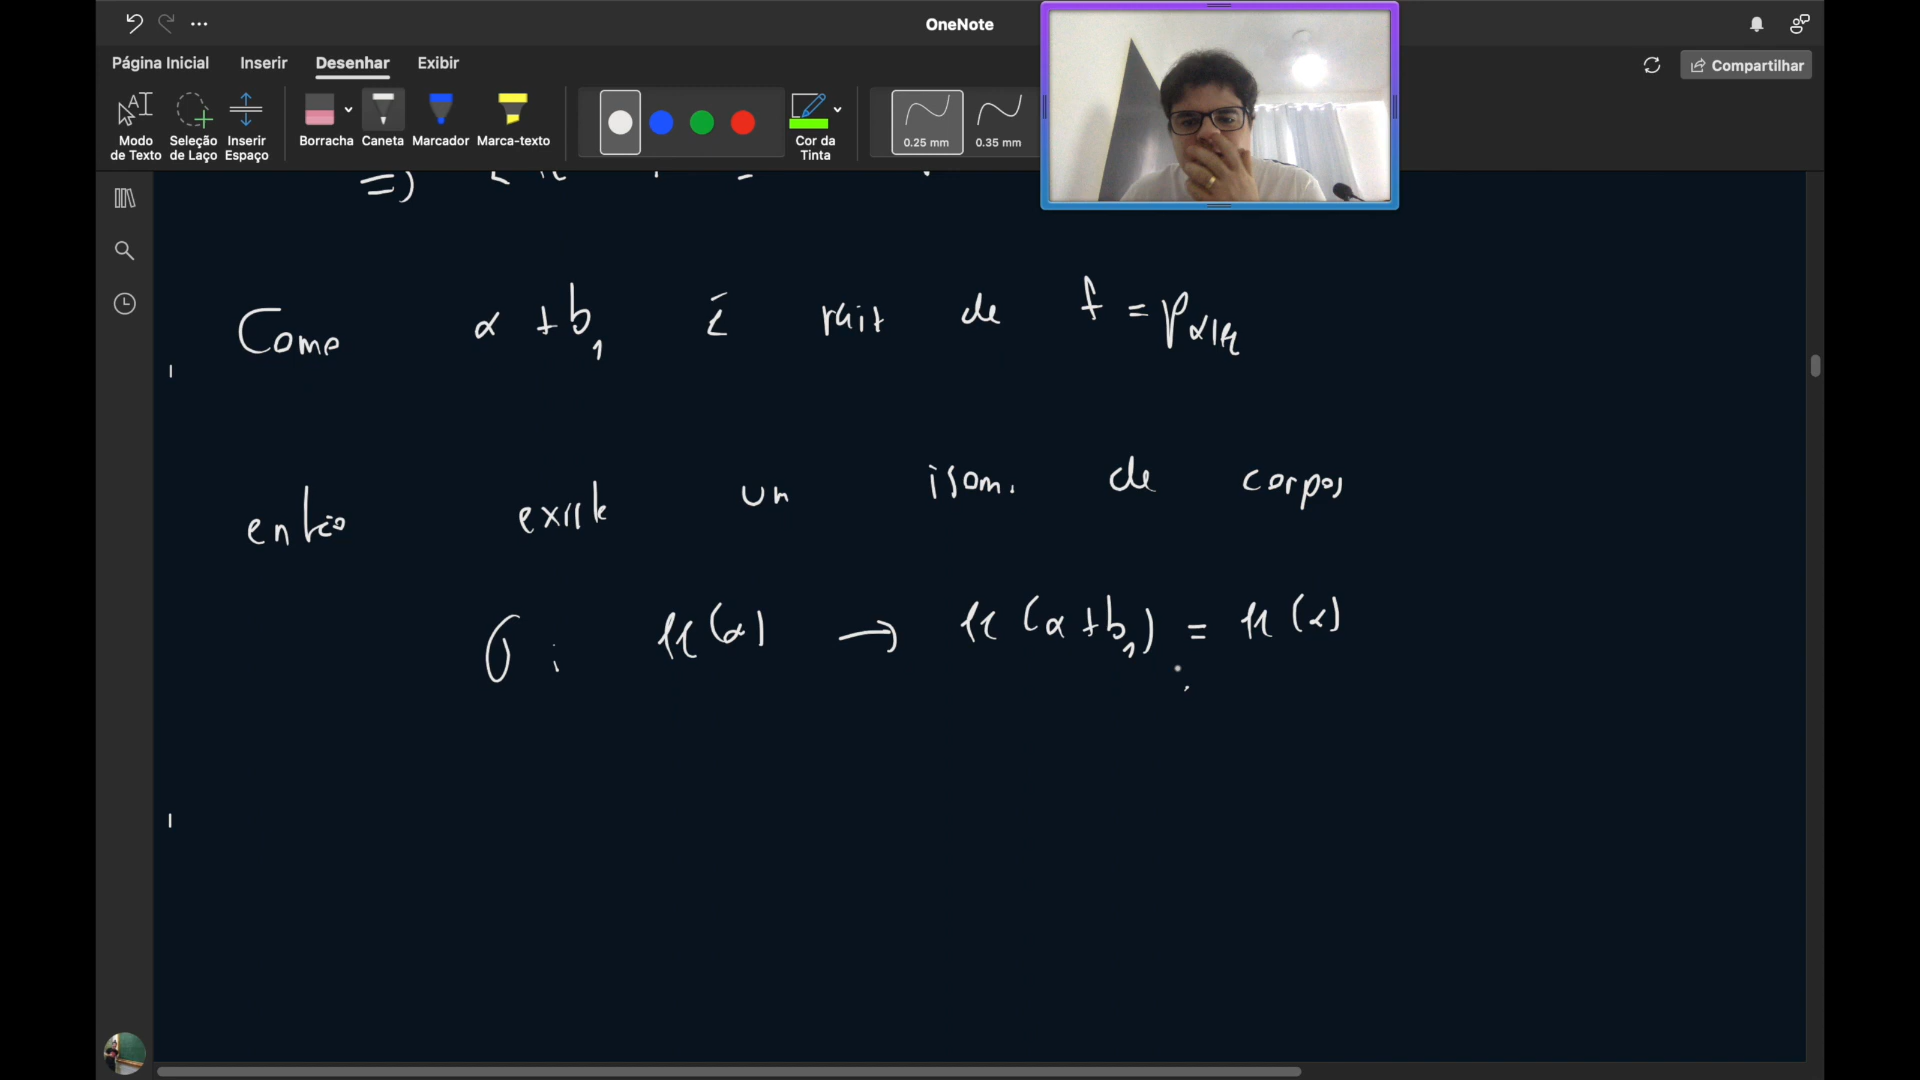 OneNote
Página Inicial Inserir Desenhar Exibir
Compartilhar
Modo de Texto Seleção de Laço Inserir Espaço Borracha Caneta Marcador Marca-texto Cor da Tinta 0.25 mm 0.35 mm
=)
Como α + b₁ é raiz de f = p_{α|K}
então existe um isom. de corpos
σ : K(α) → K(α + b₁) = K(α)